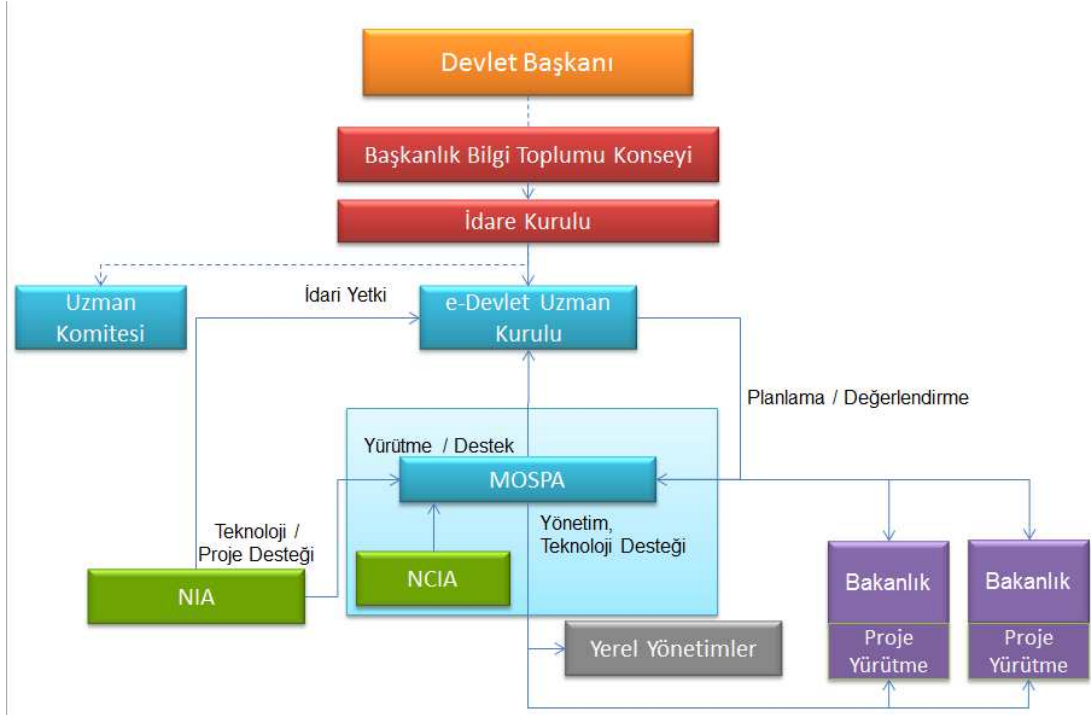 Devlet Başkanı
Başkanlık Bilgi Toplumu Konseyi
İdare Kurulu
Uzman
Komitesi
İdari Yetki
e-Devlet Uzman
Kurulu
Planlama / Değerlendirme
Yürütme / Destek
MOSPA
Teknoloji /
Proje Desteği
Yönetim,
Teknoloji Desteği
NIA
NCIA
Bakanlık
Proje
Yürütme
Bakanlık
Proje
Yürütme
Yerel Yönetimler